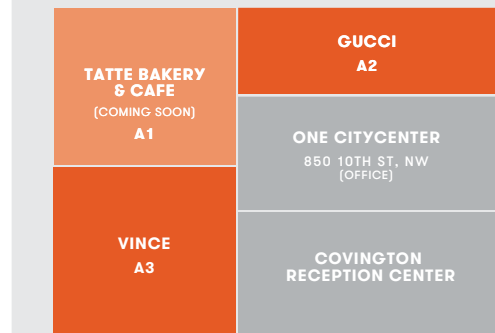 TATTE BAKERY
& CAFE
(COMING SOON)
A1
GUCCI
A2
ONE CITYCENTER
850 10TH ST, NW
(OFFICE)
VINCE
A3
COVINGTON
RECEPTION CENTER